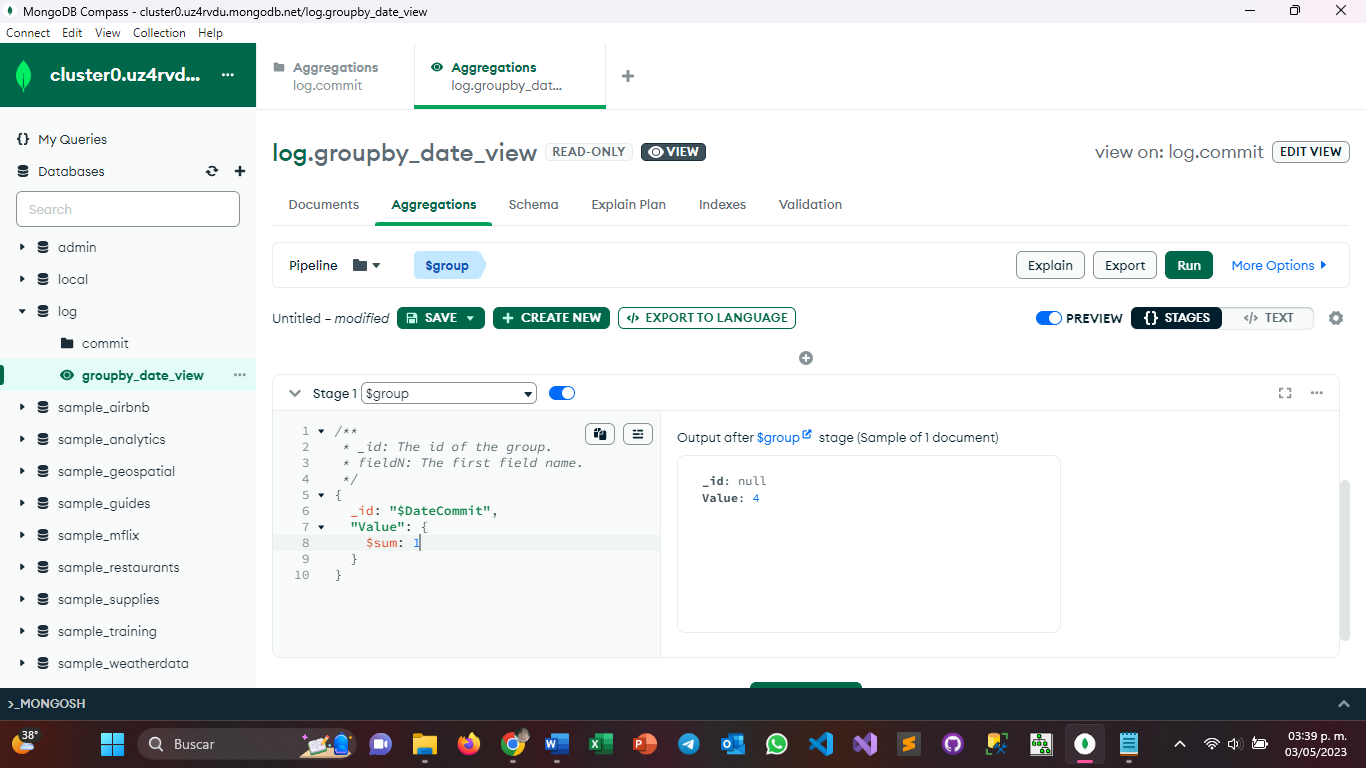 MongoDB Compass - cluster0.uz4rvdu.mongodb.net/log.groupby_date_view
Connect Edit View Collection Help
cluster0.uz4rvd...
Aggregations
log.commit
Aggregations
log.groupby_dat...
My Queries
Databases
Search
admin
local
log
commit
groupby_date_view
sample_airbnb
sample_analytics
sample_geospatial
sample_guides
sample_mflix
sample_restaurants
sample_supplies
sample_training
sample_weatherdata
log.groupby_date_view READ-ONLY VIEW
view on: log.commit EDIT VIEW
Documents Aggregations Schema Explain Plan Indexes Validation
Pipeline $group Explain Export Run More Options
Untitled – modified SAVE + CREATE NEW </> EXPORT TO LANGUAGE PREVIEW {} STAGES </> TEXT
Stage 1 $group
1 /**
2 * _id: The id of the group.
3 * fieldN: The first field name.
4 */
5 {
6 _id: "$DateCommit",
7 "Value": {
8 $sum: 1
9 }
10 }
Output after $group stage (Sample of 1 document)
_id: null
Value: 4
>_MONGOSH
38°
Buscar
03:39 p. m.
03/05/2023